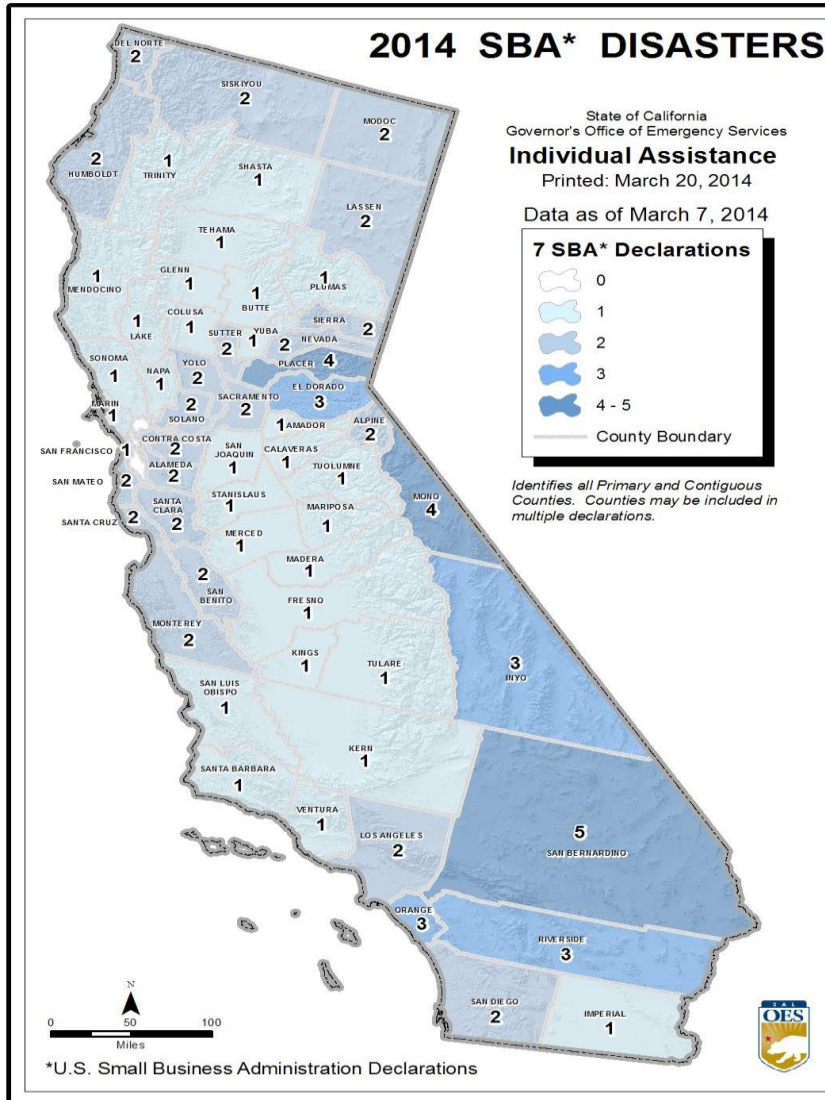 2014 SBA* DISASTERS
State of California
Governor's Office of Emergency Services
Individual Assistance
Printed: March 20, 2014
Data as of March 7, 2014
7 SBA* Declarations
0
1
2
3
4 - 5
County Boundary
Identifies all Primary and Contiguous
Counties. Counties may be included in
multiple declarations.
DEL NORTE
2
SISKIYOU
2
MODOC
2
2
HUMBOLDT
1
TRINITY
SHASTA
1
LASSEN
2
TEHAMA
1
1
MENDOCINO
GLENN
1
1
BUTTE
1
PLUMAS
1
LAKE
COLUSA
1
SUTTER
2
YUBA
1
SIERRA
2
NEVADA
2
PLACER
4
SONOMA
1
NAPA
1
YOLO
2
EL DORADO
3
MARIN
1
2
SOLANO
SACRAMENTO
2
1
AMADOR
ALPINE
2
SAN FRANCISCO
1
CONTRA COSTA
2
SAN JOAQUIN
1
CALAVERAS
1
TUOLUMNE
1
SAN MATEO
2
ALAMEDA
2
STANISLAUS
1
MONO
4
SANTA CRUZ
2
SANTA CLARA
2
MERCED
1
MARIPOSA
1
2
SAN BENITO
MADERA
1
FRESNO
1
MONTEREY
2
KINGS
1
TULARE
1
3
INYO
SAN LUIS OBISPO
1
KERN
1
SANTA BARBARA
1
VENTURA
1
LOS ANGELES
2
5
SAN BERNARDINO
ORANGE
3
RIVERSIDE
3
SAN DIEGO
2
IMPERIAL
1
N
0 50 100
Miles
CAL
OES
*U.S. Small Business Administration Declarations